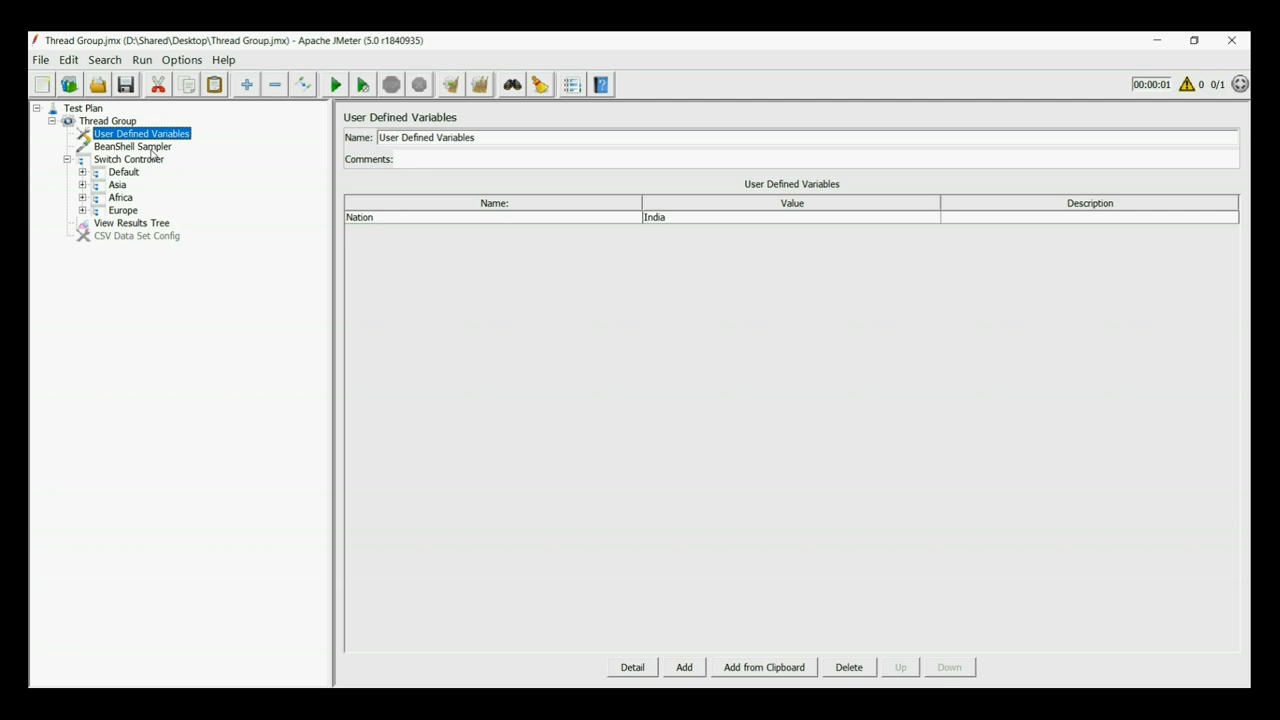 Thread Group.jmx (D:\Shared\Desktop\Thread Group.jmx) - Apache JMeter (5.0 r1840935)
File Edit Search Run Options Help
00:00:01 0 0/1
Test Plan
Thread Group
User Defined Variables
BeanShell Sampler
Switch Controller
Default
Asia
Africa
Europe
View Results Tree
CSV Data Set Config
User Defined Variables
Name: User Defined Variables
Comments:
User Defined Variables
Name: Value Description
Nation India
Detail Add Add from Clipboard Delete Up Down